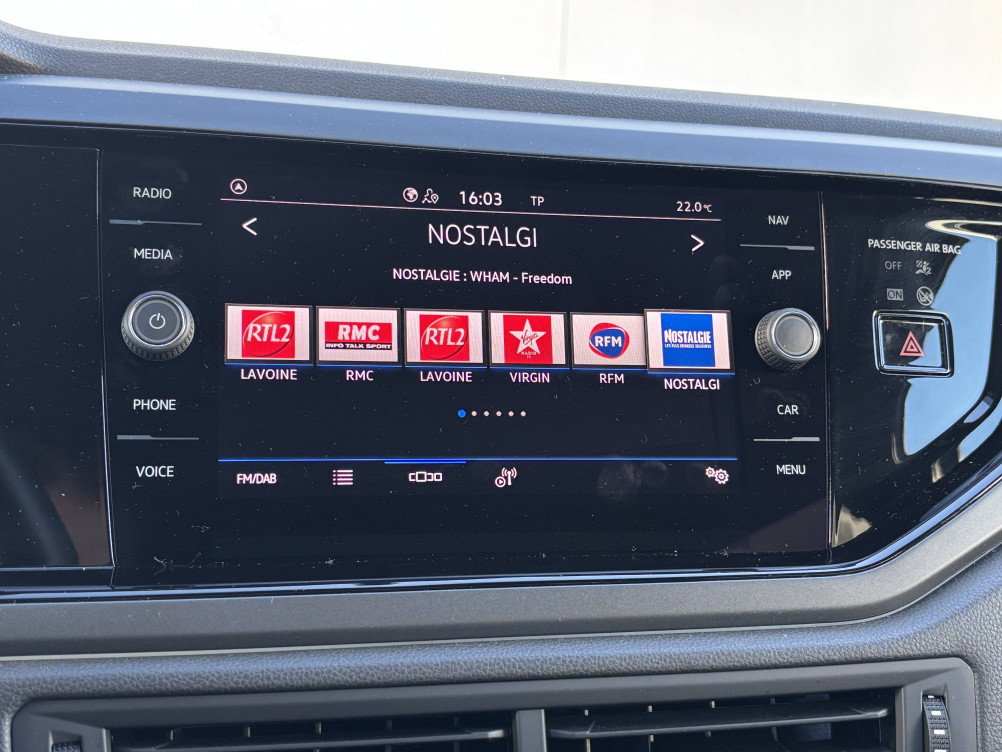 RADIO
MEDIA
PHONE
VOICE
16:03 TP 22.0°C
<
NOSTALGI
>
NOSTALGIE : WHAM - Freedom
RTL2
RMC
INFO TALK SPORT
RTL2
Virgin
RADIO
RFM
NOSTALGIE
LAVOINE
RMC
LAVOINE
VIRGIN
RFM
NOSTALGI
FM/DAB
NAV
APP
CAR
MENU
PASSENGER AIR BAG
OFF
2
ON